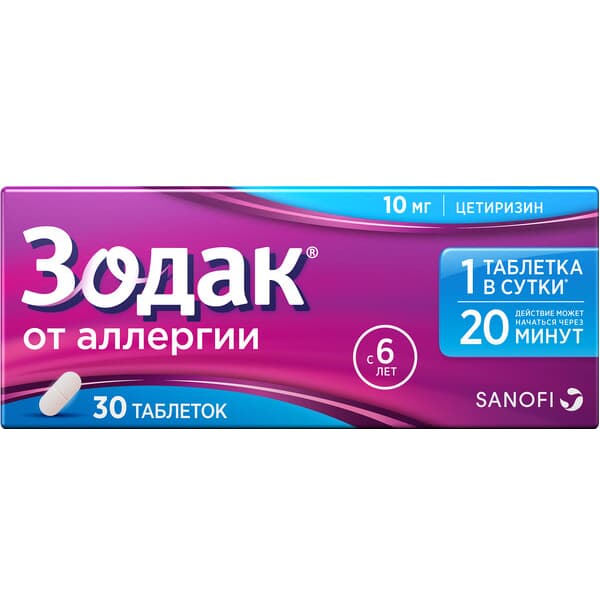 10 мг | ЦЕТИРИЗИН
Зодак®
от аллергии
1 ТАБЛЕТКА
В СУТКИ*
ДЕЙСТВИЕ МОЖЕТ
НАЧАТЬСЯ ЧЕРЕЗ
20 МИНУТ
с 6
ЛЕТ
30 ТАБЛЕТОК
SANOFI